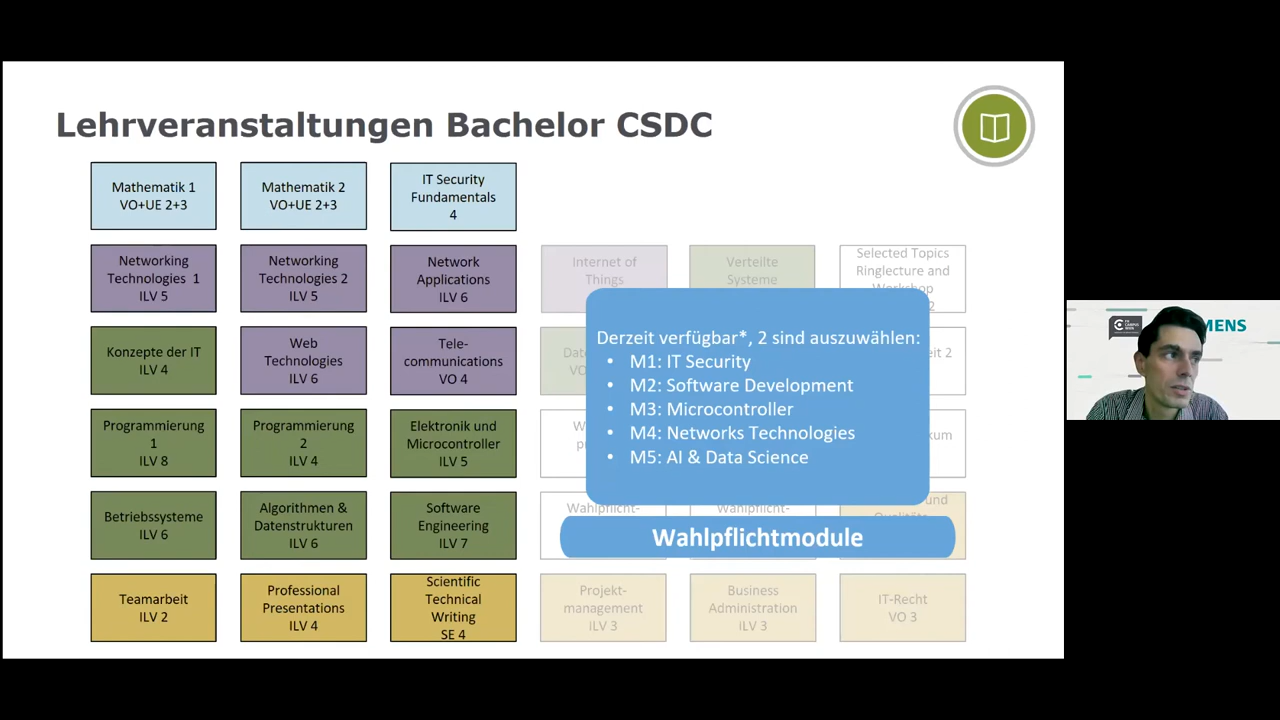 Lehrveranstaltungen Bachelor CSDC
Mathematik 1
VO+UE 2+3
Mathematik 2
VO+UE 2+3
IT Security
Fundamentals
4
Networking
Technologies 1
ILV 5
Networking
Technologies 2
ILV 5
Network
Applications
ILV 6
Internet of
Things
Verteilte
Systeme
Selected Topics
Ringlecture and
Workshop
2
Konzepte der IT
ILV 4
Web
Technologies
ILV 6
Tele-
communications
VO 4
Programmierung
1
ILV 8
Programmierung
2
ILV 4
Elektronik und
Microcontroller
ILV 5
Derzeit verfügbar*, 2 sind auszuwählen:
• M1: IT Security
• M2: Software Development
• M3: Microcontroller
• M4: Networks Technologies
• M5: AI & Data Science
Betriebssysteme
ILV 6
Algorithmen &
Datenstrukturen
ILV 6
Software
Engineering
ILV 7
Wahlpflicht-
Wahlpflicht-
und
Wahlpflichtmodule
Teamarbeit
ILV 2
Professional
Presentations
ILV 4
Scientific
Technical
Writing
SE 4
Projekt-
management
ILV 3
Business
Administration
ILV 3
IT-Recht
VO 3